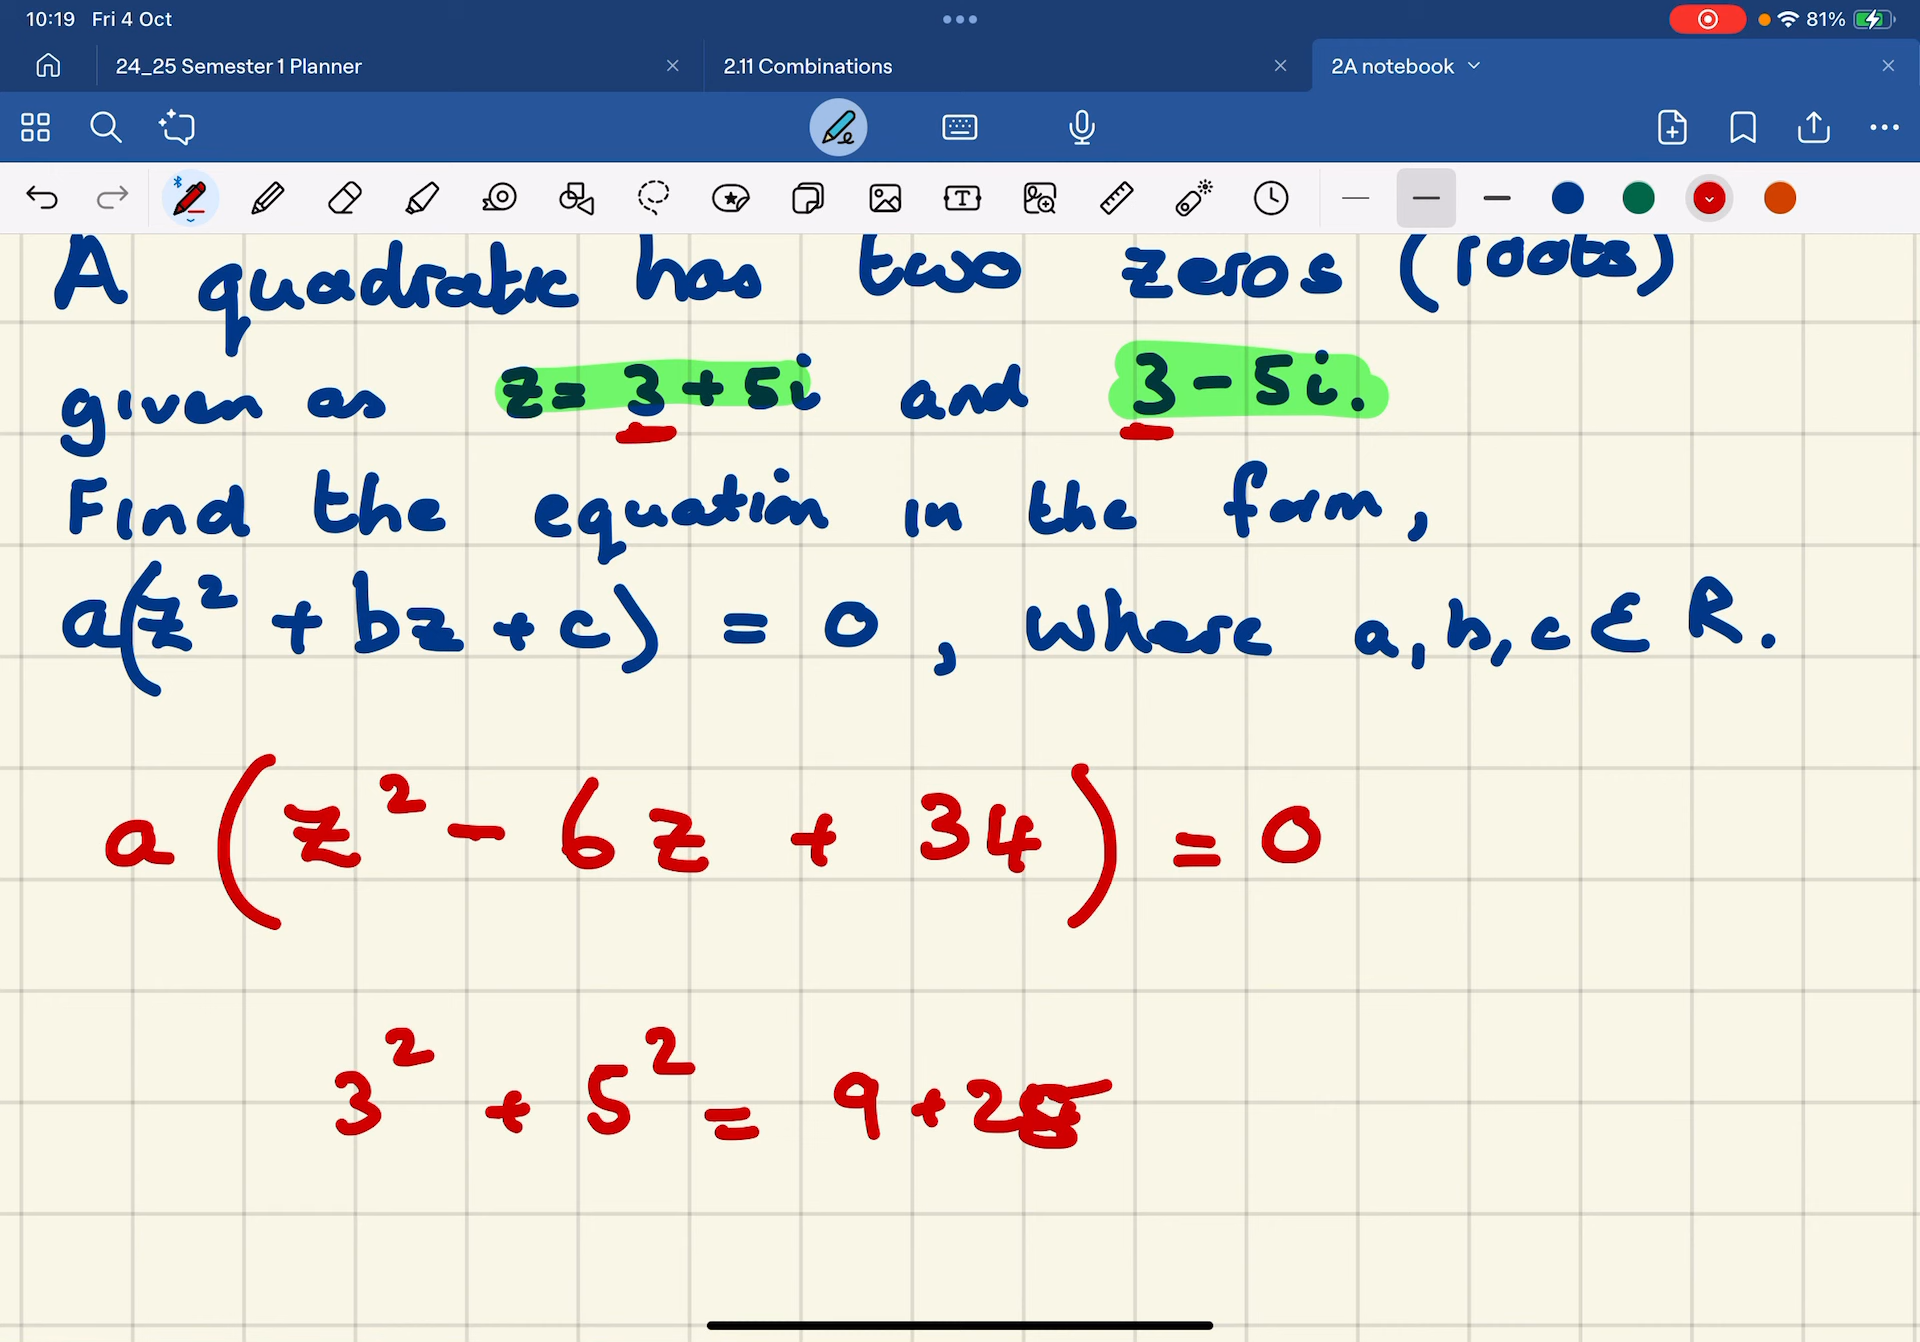 10:19 Fri 4 Oct 81%
24_25 Semester 1 Planner 2.11 Combinations 2A notebook
A quadratic has two zeros (roots)
given as z = 3 + 5i and 3 - 5i.
Find the equation in the form,
a(z² + bz + c) = 0, where a, b, c ∈ R.
a(z² - 6z + 34) = 0
3² + 5² = 9 + 25